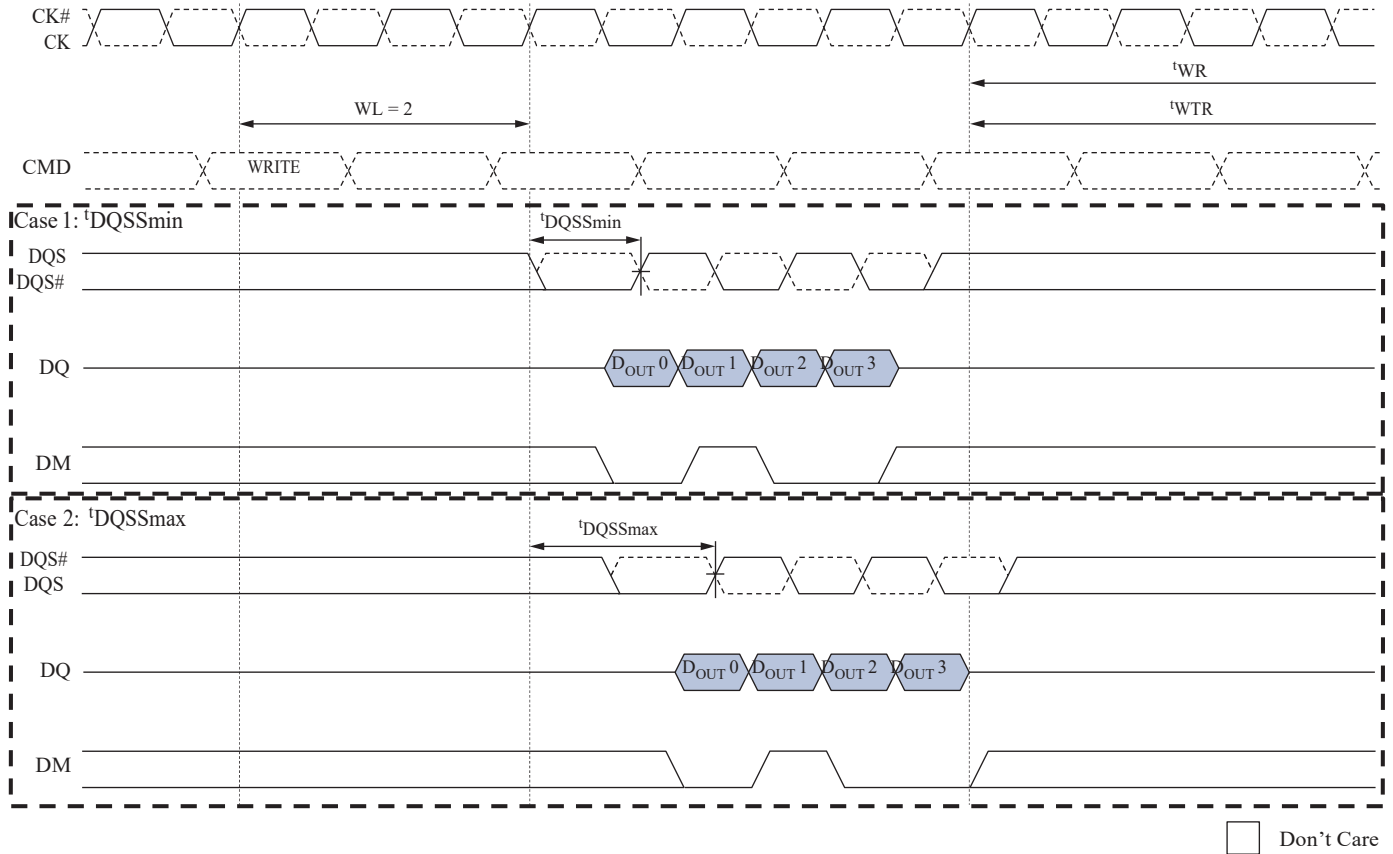 CK#
CK
tWR
WL = 2
tWTR
CMD
WRITE
Case 1: tDQSSmin
tDQSSmin
DQS
DQS#
DQ
DOUT 0 DOUT 1 DOUT 2 DOUT 3
DM
Case 2: tDQSSmax
tDQSSmax
DQS#
DQS
DQ
DOUT 0 DOUT 1 DOUT 2 DOUT 3
DM
Don't Care